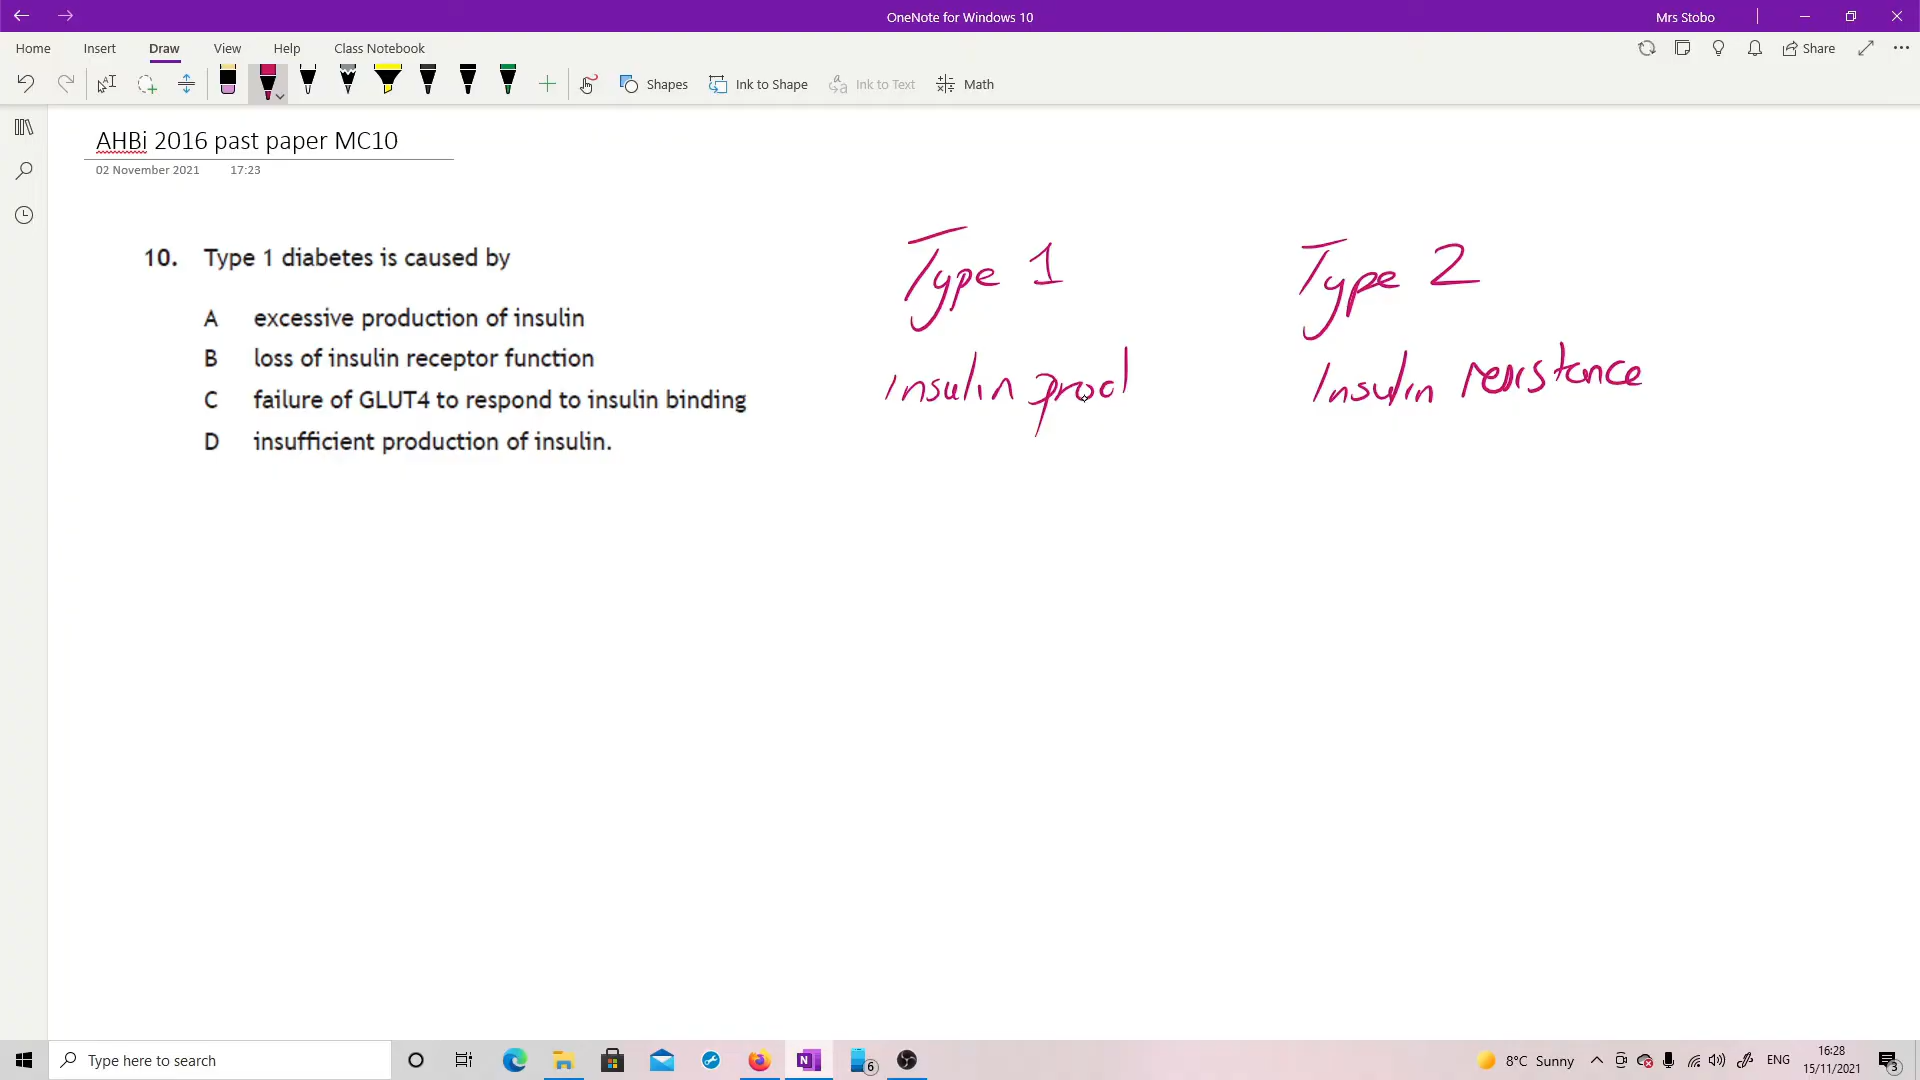 OneNote for Windows 10
Mrs Stobo
Home Insert Draw View Help Class Notebook
Share
Shapes Ink to Shape Ink to Text Math
AHBi 2016 past paper MC10
02 November 2021 17:23
10. Type 1 diabetes is caused by
A excessive production of insulin
B loss of insulin receptor function
C failure of GLUT4 to respond to insulin binding
D insufficient production of insulin.
Type 1
insulin prod
Type 2
Insulin resistance
Type here to search
6
8°C Sunny
ENG
16:28
15/11/2021
3